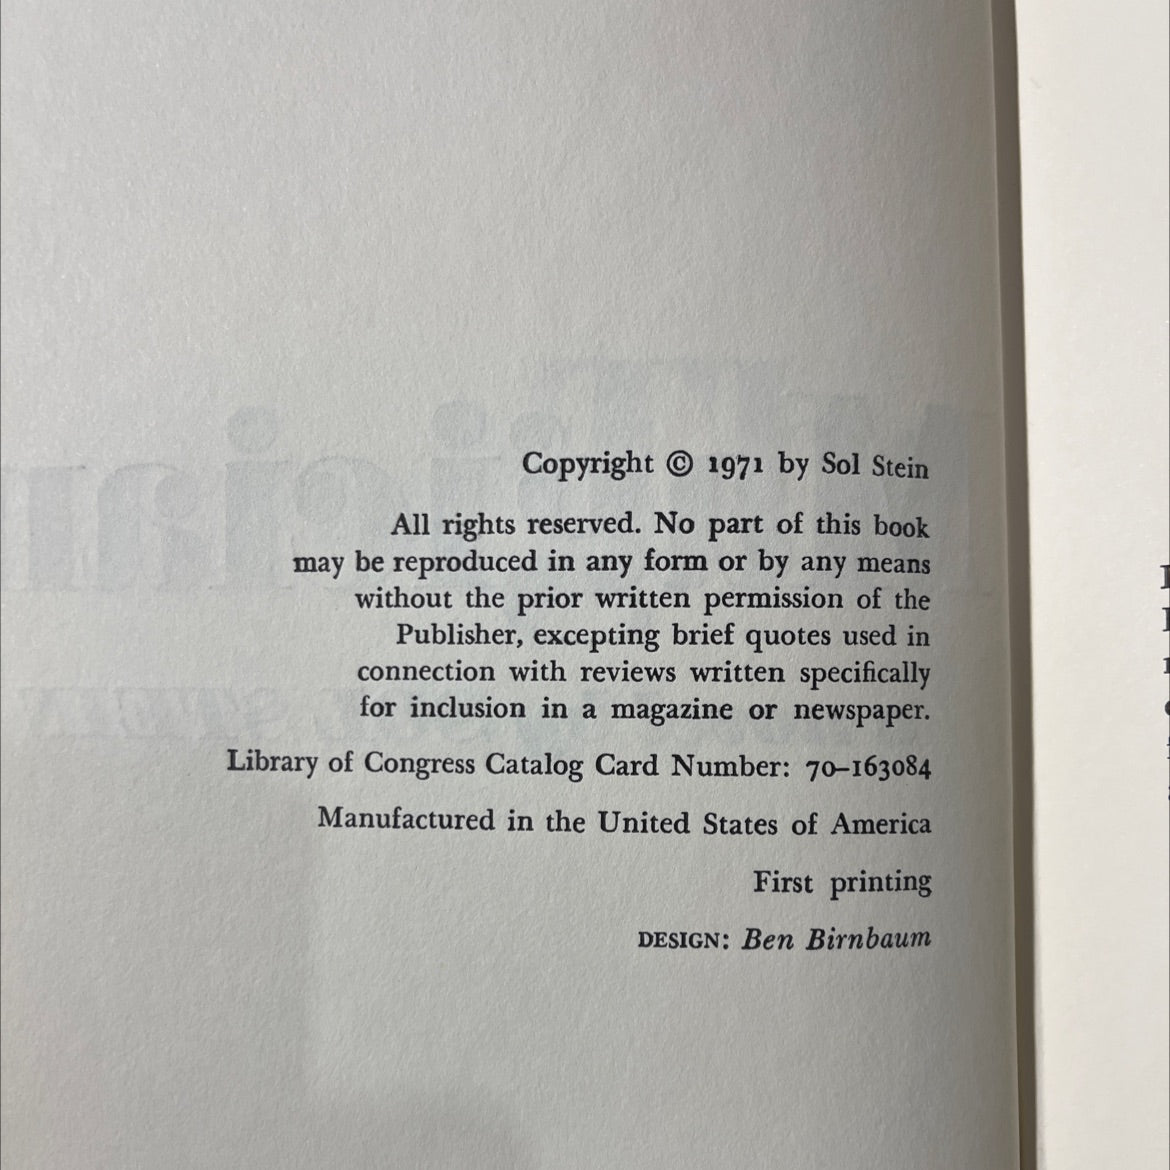 Copyright © 1971 by Sol Stein
All rights reserved. No part of this book
may be reproduced in any form or by any means
without the prior written permission of the
Publisher, excepting brief quotes used in
connection with reviews written specifically
for inclusion in a magazine or newspaper.
Library of Congress Catalog Card Number: 70–163084
Manufactured in the United States of America
First printing
DESIGN: Ben Birnbaum